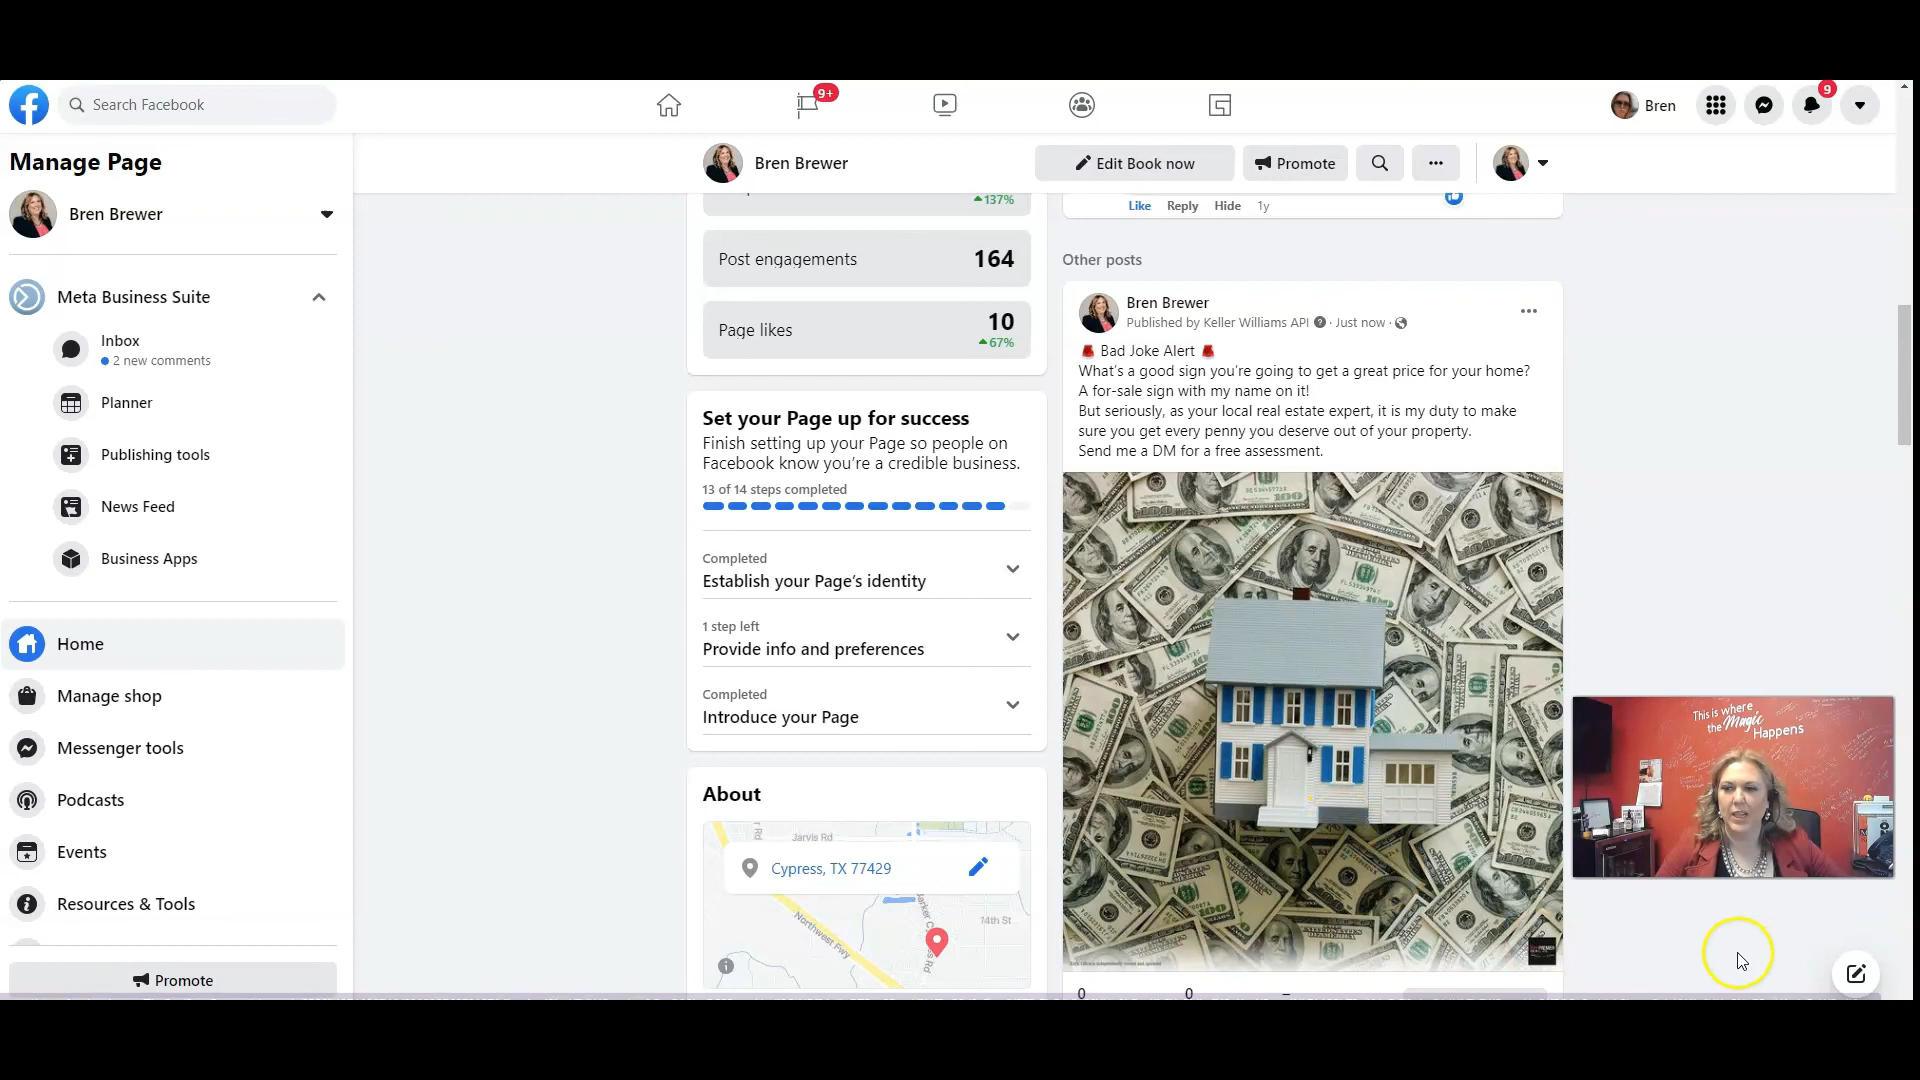 Search Facebook
9+
Bren
9
Manage Page
Bren Brewer
Meta Business Suite
Inbox
2 new comments
Planner
Publishing tools
News Feed
Business Apps
Home
Manage shop
Messenger tools
Podcasts
Events
Resources & Tools
Promote
Bren Brewer
Edit Book now
Promote
137%
Post engagements 164
Page likes 10
67%
Set your Page up for success
Finish setting up your Page so people on
Facebook know you're a credible business.
13 of 14 steps completed
Completed
Establish your Page's identity
1 step left
Provide info and preferences
Completed
Introduce your Page
About
Jarvis Rd
Cypress, TX 77429
14th St
Northwest Fwy
Like Reply Hide 1y
Other posts
Bren Brewer
Published by Keller Williams API · Just now ·
Bad Joke Alert
What's a good sign you're going to get a great price for your home?
A for-sale sign with my name on it!
But seriously, as your local real estate expert, it is my duty to make
sure you get every penny you deserve out of your property.
Send me a DM for a free assessment.
0 0 –
This is where
the Magic
Happens